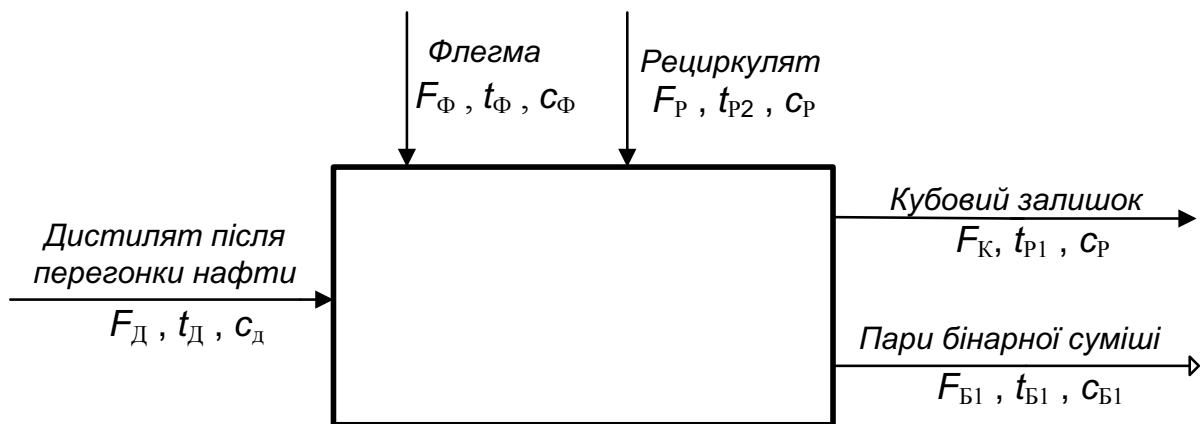 Флегма
F_Ф , t_Ф , c_Ф
Рециркулят
F_Р , t_Р2 , c_Р
Дистилят після
перегонки нафти
F_Д , t_Д , c_д
Кубовий залишок
F_К, t_Р1 , c_Р
Пари бінарної суміші
F_Б1 , t_Б1 , c_Б1